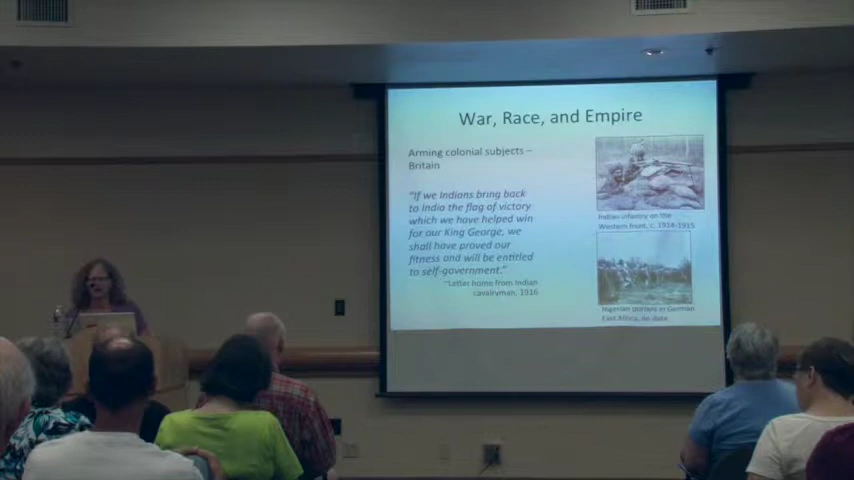 War, Race, and Empire
Arming colonial subjects –
Britain
"If we Indians bring back
to India the flag of victory
which we have helped win
for our King George, we
shall have proved our
fitness and will be entitled
to self-government."
~Letter home from Indian
cavalryman, 1916
Indian infantry on the
Western front, c. 1914-1915
Nigerian porters in German
East Africa, no date